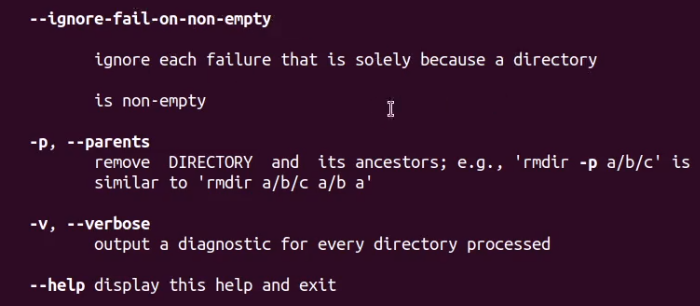 --ignore-fail-on-non-empty
ignore each failure that is solely because a directory
is non-empty
-p, --parents
remove  DIRECTORY  and  its ancestors; e.g., 'rmdir -p a/b/c' is
similar to 'rmdir a/b/c a/b a'
-v, --verbose
output a diagnostic for every directory processed
--help display this help and exit